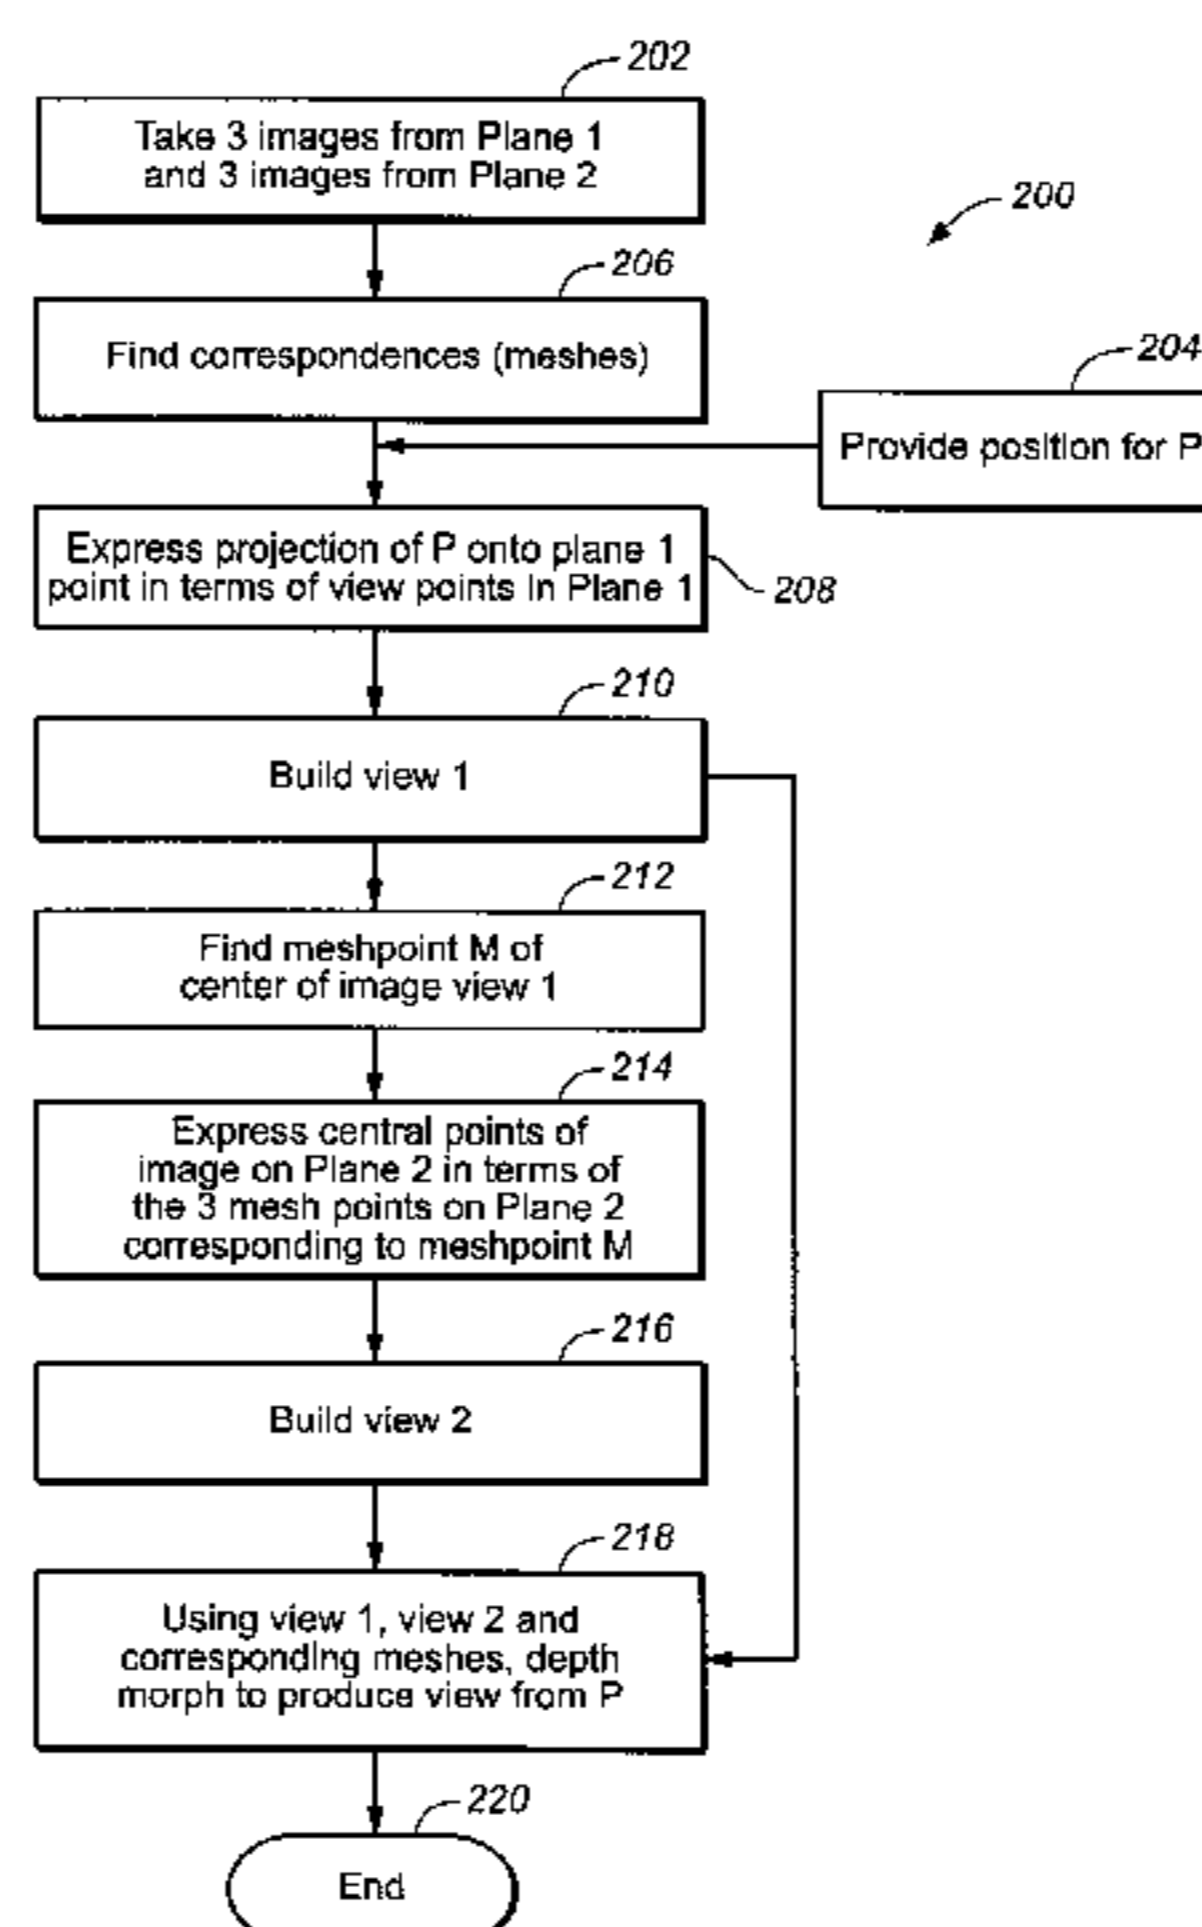 202
Take 3 images from Plane 1
and 3 images from Plane 2
200
206
Find correspondences (meshes)
204
Provide position for P
Express projection of P onto plane 1
point in terms of view points in Plane 1
208
210
Build view 1
212
Find meshpoint M of
center of image view 1
214
Express central points of
image on Plane 2 in terms of
the 3 mesh points on Plane 2
corresponding to meshpoint M
216
Build view 2
218
Using view 1, view 2 and
corresponding meshes, depth
morph to produce view from P
220
End